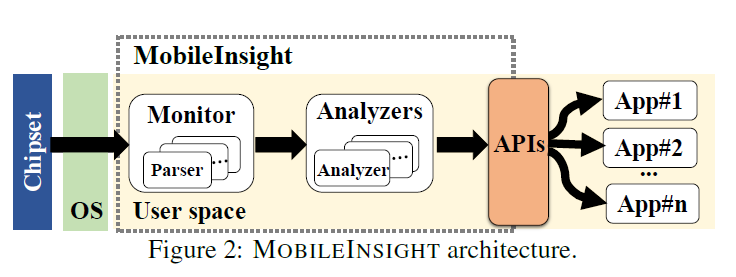 MobileInsight
Chipset
OS
Monitor
Parser
...
Analyzers
Analyzer
...
User space
APIs
App#1
App#2
...
App#n
Figure 2: MOBILEINSIGHT architecture.